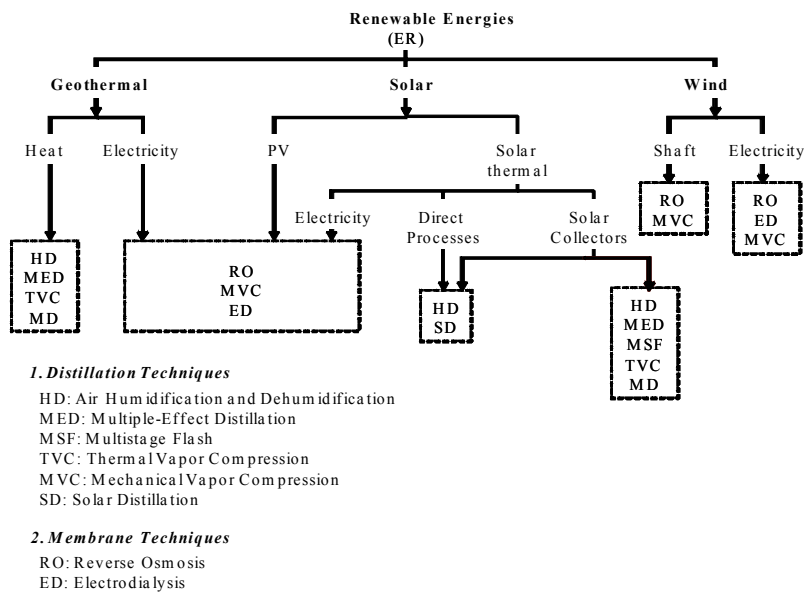 Renewable Energies
(ER)
Geothermal
Solar
Wind
Heat
Electricity
PV
Solar
thermal
Shaft
Electricity
Electricity
Direct
Processes
Solar
Collectors
HD
MED
TVC
MD
RO
MVC
ED
HD
SD
HD
MED
MSF
TVC
MD
RO
MVC
RO
ED
MVC
1. Distillation Techniques
HD: Air Humidification and Dehumidification
MED: Multiple-Effect Distillation
MSF: Multistage Flash
TVC: Thermal Vapor Compression
MVC: Mechanical Vapor Compression
SD: Solar Distillation
2. Membrane Techniques
RO: Reverse Osmosis
ED: Electrodialysis